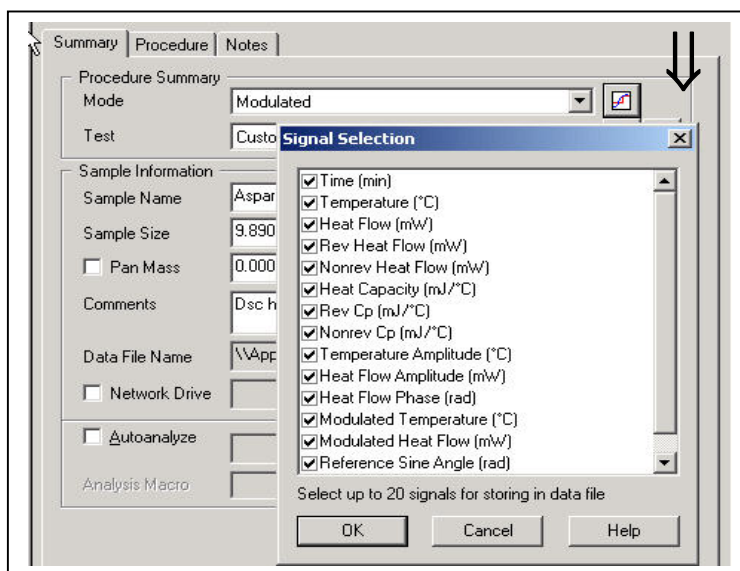 Summary Procedure Notes
Procedure Summary
Mode Modulated
Test Custo
Signal Selection
Sample Information
Sample Name Aspar
Sample Size 9.890
Pan Mass 0.000
Comments Dsc h
Data File Name \\App
Network Drive
Autoanalyze
Analysis Macro
Time (min)
Temperature (°C)
Heat Flow (mW)
Rev Heat Flow (mW)
Nonrev Heat Flow (mW)
Heat Capacity (mJ/°C)
Rev Cp (mJ/°C)
Nonrev Cp (mJ/°C)
Temperature Amplitude (°C)
Heat Flow Amplitude (mW)
Heat Flow Phase (rad)
Modulated Temperature (°C)
Modulated Heat Flow (mW)
Reference Sine Angle (rad)
Select up to 20 signals for storing in data file
OK Cancel Help